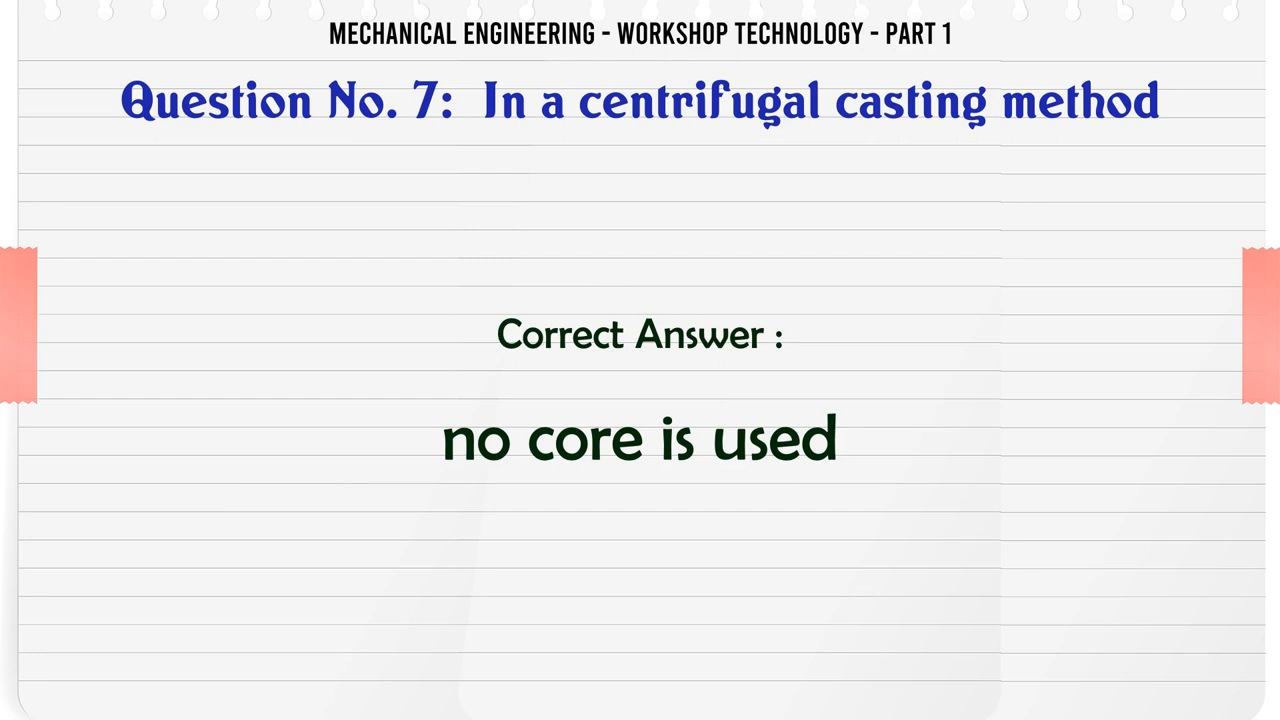 MECHANICAL ENGINEERING - WORKSHOP TECHNOLOGY - PART 1
Question No. 7: In a centrifugal casting method
Correct Answer :
no core is used